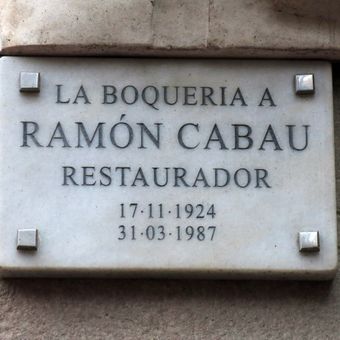 LA BOQUERIA A
RAMÓN CABAU
RESTAURADOR
17·11·1924
31·03·1987